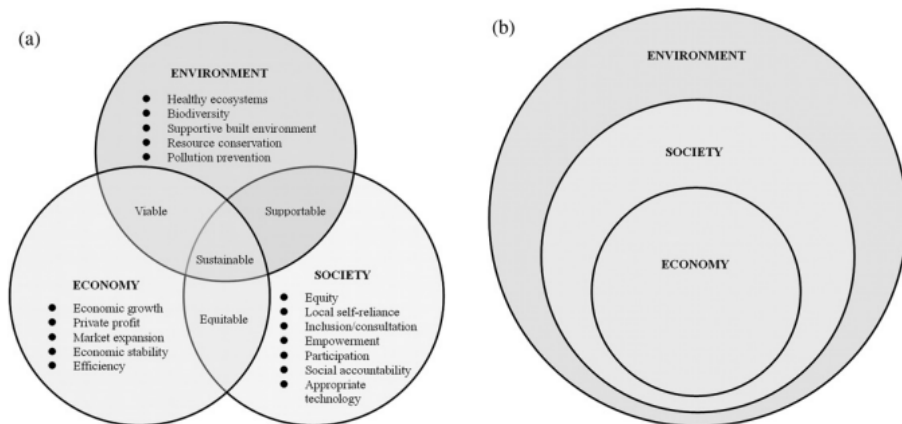 (a)
ENVIRONMENT
Healthy ecosystems
Biodiversity
Supportive built environment
Resource conservation
Pollution prevention
Viable
Supportable
Sustainable
ECONOMY
Economic growth
Private profit
Market expansion
Economic stability
Efficiency
Equitable
SOCIETY
Equity
Local self-reliance
Inclusion/consultation
Empowerment
Participation
Social accountability
Appropriate
technology
(b)
ENVIRONMENT
SOCIETY
ECONOMY